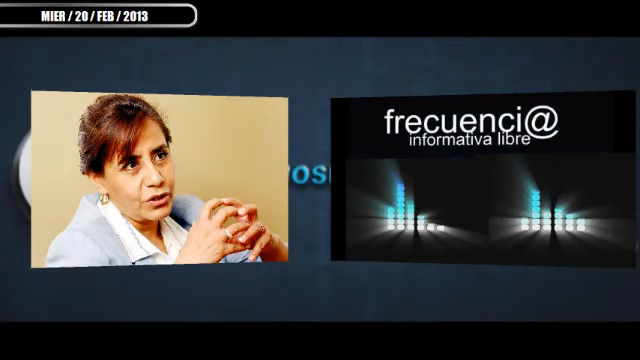 MIER / 20 / FEB / 2013
frecuenci@
informativa libre